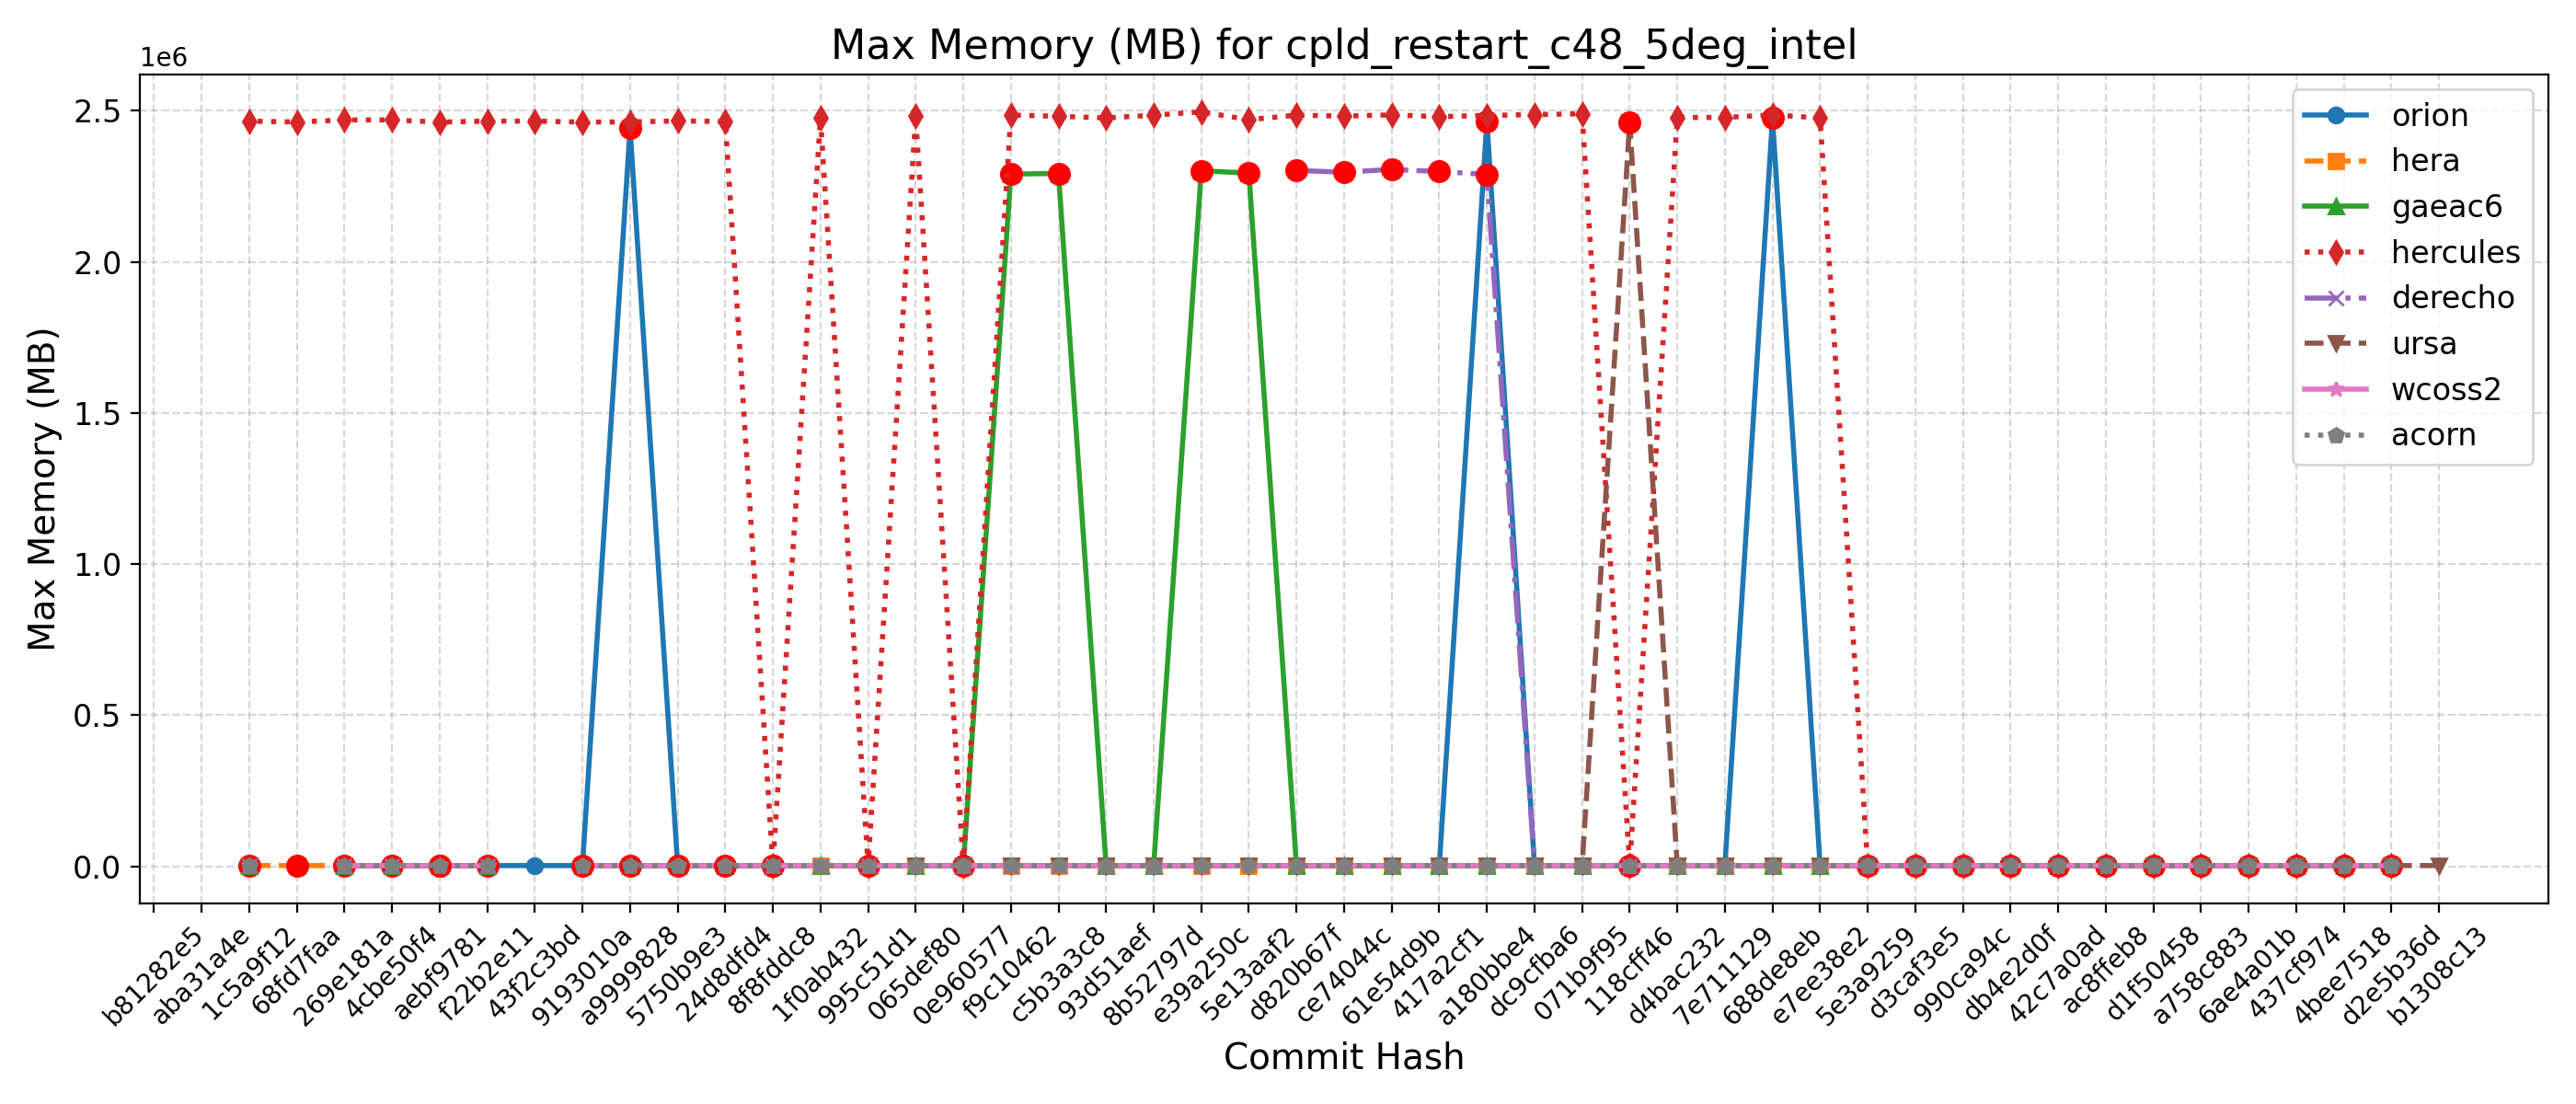 Max Memory (MB) for cpld_restart_c48_5deg_intel
1e6
2.5
2.0
1.5
1.0
0.5
0.0
Max Memory (MB)
orion
hera
gaeac6
hercules
derecho
ursa
wcoss2
acorn
b81282e5
aba31a4e
1c5a9f12
68fd7faa
269e181a
4cbe50f4
aebf9781
f22b2e11
43f2c3bd
9193010a
a9999828
5750b9e3
24d8dfd4
8f8fddc8
1f0ab432
995c51d1
065def80
0e960577
f9c10462
c5b3a3c8
93d51aef
8b52797d
e39a250c
5e13aaf2
d820b67f
ce74044c
61e54d9b
417a2cf1
a180bbe4
dc9cfba6
071b9f95
118cff46
d4bac232
7e711129
688de8eb
e7ee38e2
5e3a9259
d3caf3e5
990ca94c
db4e2d0f
42c7a0ad
ac8ffeb8
d1f50458
a758c883
6ae4a01b
437cf974
4bee7518
d2e5b36d
b1308c13
Commit Hash